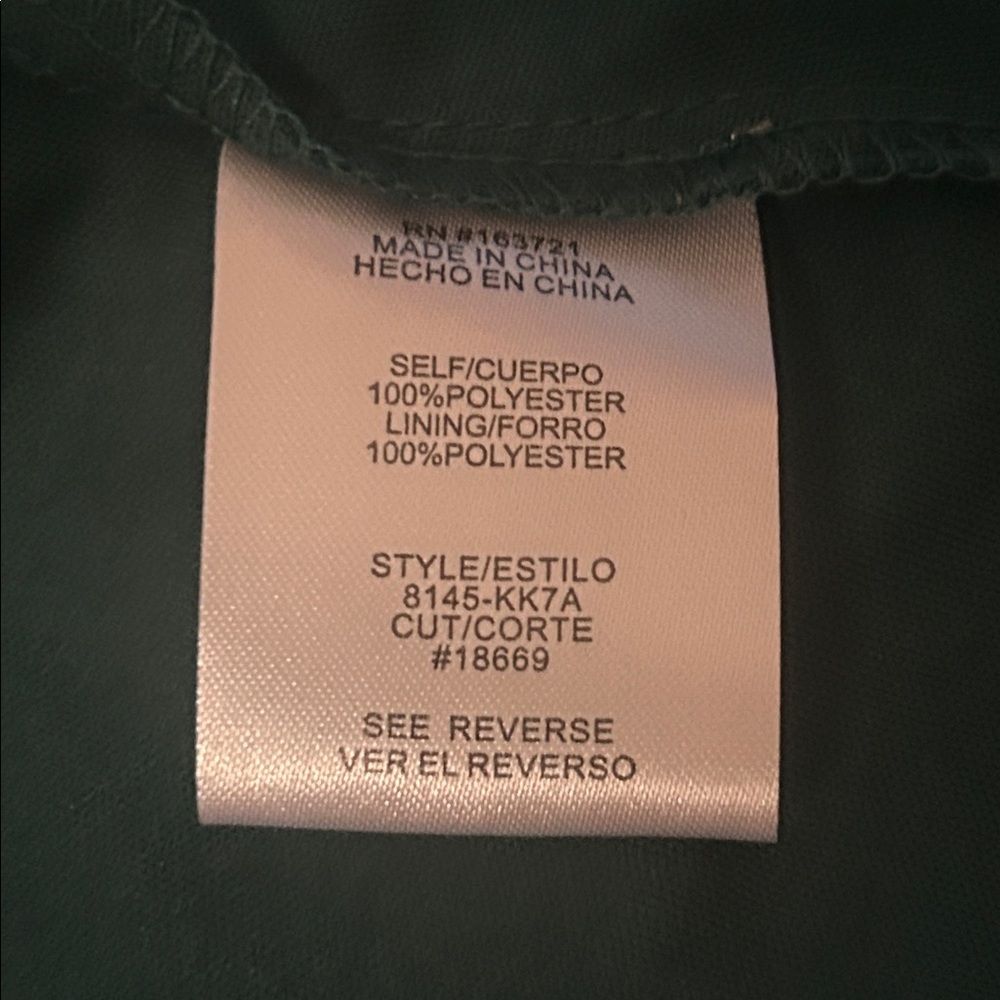 RN #163721
MADE IN CHINA
HECHO EN CHINA
SELF/CUERPO
100%POLYESTER
LINING/FORRO
100%POLYESTER
STYLE/ESTILO
8145-KK7A
CUT/CORTE
#18669
SEE REVERSE
VER EL REVERSO